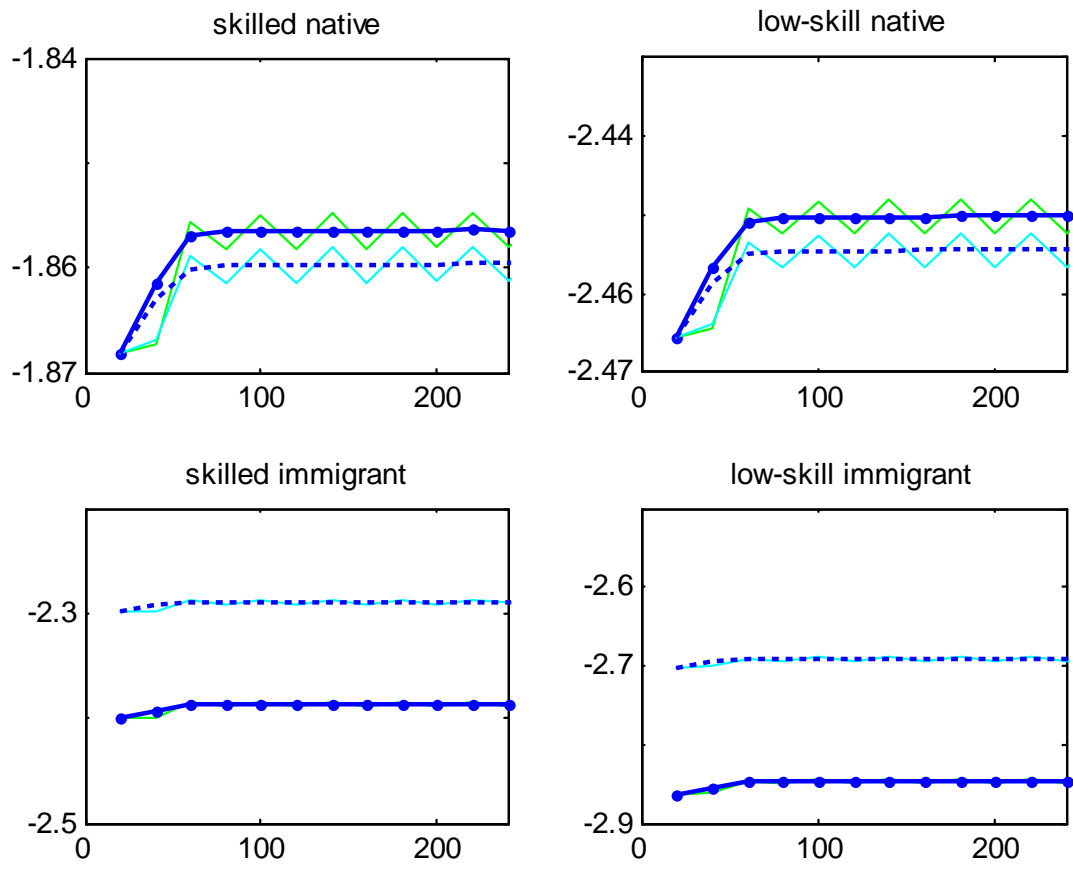 skilled native
low-skill native
-1.84
-1.86
-1.87
0 100 200
-2.44
-2.46
-2.47
0 100 200
skilled immigrant
low-skill immigrant
-2.3
-2.5
0 100 200
-2.6
-2.7
-2.9
0 100 200